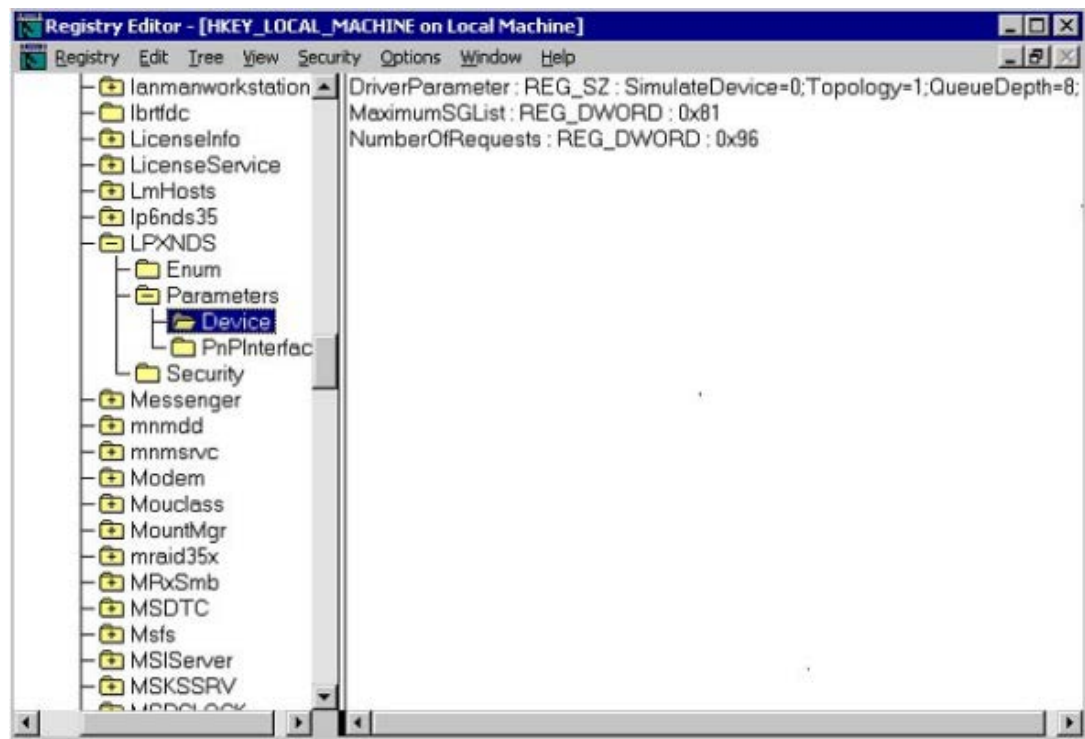 Registry Editor - [HKEY_LOCAL_MACHINE on Local Machine]
Registry Edit Tree View Security Options Window Help
lanmanworkstation
lbrtfdc
LicenseInfo
LicenseService
LmHosts
lp6nds35
LPXNDS
Enum
Parameters
Device
PnPInterfac
Security
Messenger
mnmdd
mnmsrvc
Modem
Mouclass
MountMgr
mraid35x
MRxSmb
MSDTC
Msfs
MSIServer
MSKSSRV
DriverParameter : REG_SZ : SimulateDevice=0;Topology=1;QueueDepth=8;
MaximumSGList : REG_DWORD : 0x81
NumberOfRequests : REG_DWORD : 0x96